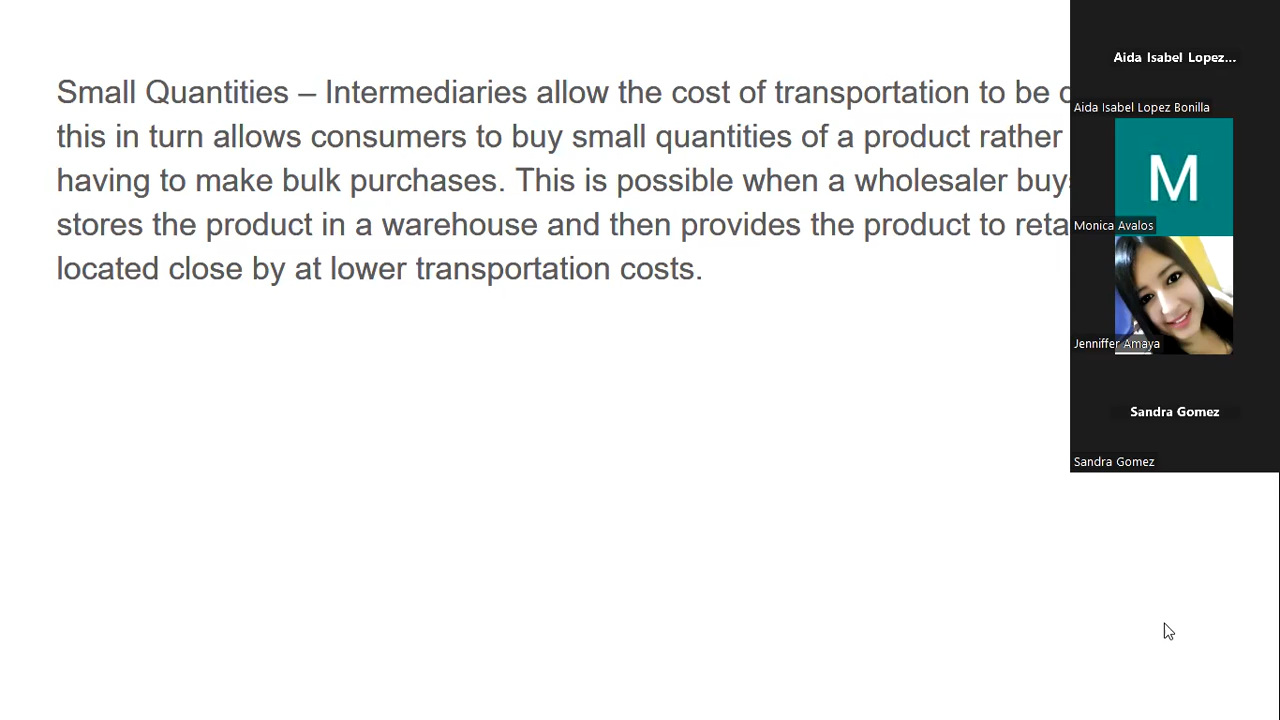 Small Quantities – Intermediaries allow the cost of transportation to be
this in turn allows consumers to buy small quantities of a product rather
having to make bulk purchases. This is possible when a wholesaler buys
stores the product in a warehouse and then provides the product to
located close by at lower transportation costs.
Aida Isabel Lopez...
Aida Isabel Lopez Bonilla
M
Monica Avalos
Jenniffer Amaya
Sandra Gomez
Sandra Gomez